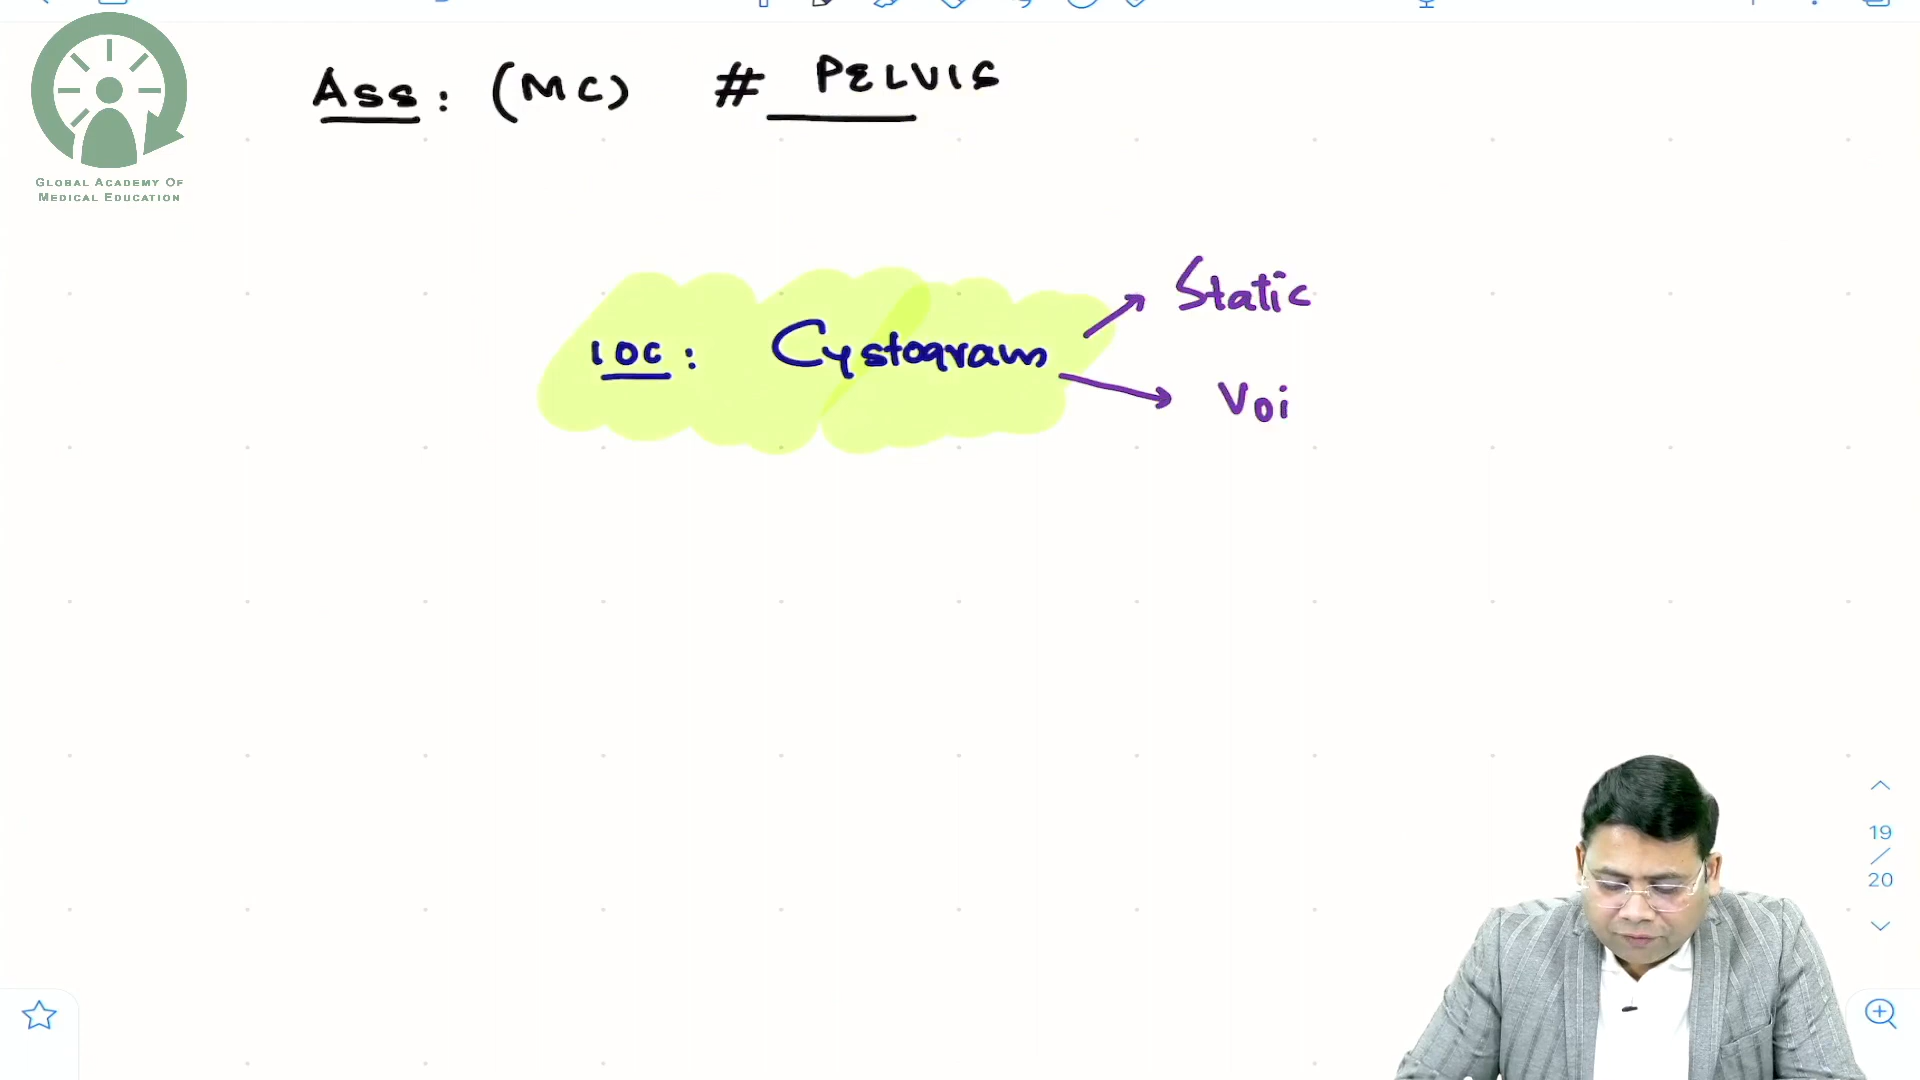 GLOBAL ACADEMY OF
MEDICAL EDUCATION
Ass: (MC) # PELVIS
IOC: Cystogram
Static
Voi
19
/
20